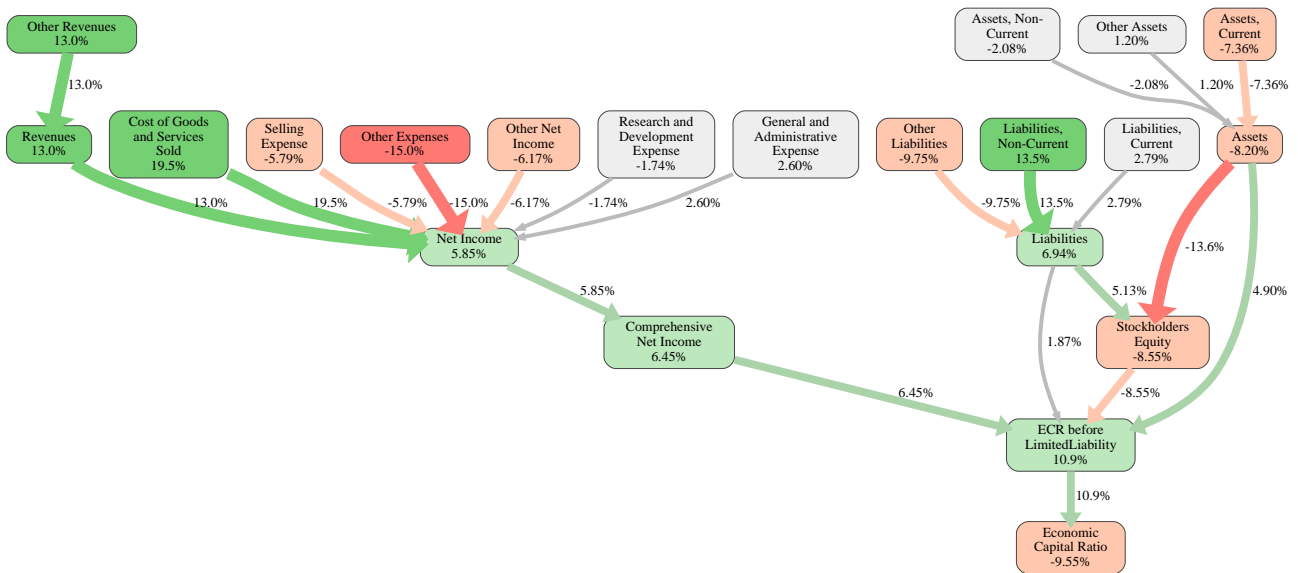 Other Revenues
13.0%
Assets, Non-
Current
-2.08%
Other Assets
1.20%
Assets,
Current
-7.36%
13.0%
-2.08%
1.20%
-7.36%
Revenues
13.0%
Cost of Goods
and Services
Sold
19.5%
Selling
Expense
-5.79%
Other Expenses
-15.0%
Other Net
Income
-6.17%
Research and
Development
Expense
-1.74%
General and
Administrative
Expense
2.60%
Other
Liabilities
-9.75%
Liabilities,
Non-Current
13.5%
Liabilities,
Current
2.79%
Assets
-8.20%
13.0%
19.5%
-5.79%
-15.0%
-6.17%
-1.74%
2.60%
-9.75%
13.5%
2.79%
-13.6%
4.90%
Net Income
5.85%
Liabilities
6.94%
5.85%
5.13%
1.87%
Comprehensive
Net Income
6.45%
Stockholders
Equity
-8.55%
6.45%
-8.55%
ECR before
LimitedLiability
10.9%
10.9%
Economic
Capital Ratio
-9.55%